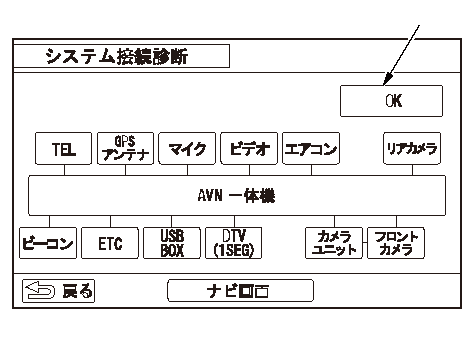 システム接続診断
OK
TEL
GPS
アンテナ
マイク
ビデオ
エアコン
リアカメラ
AVN 一体機
ビーコン
ETC
USB
BOX
DTV
(1SEG)
カメラ
ユニット
フロント
カメラ
戻る
ナビ画面